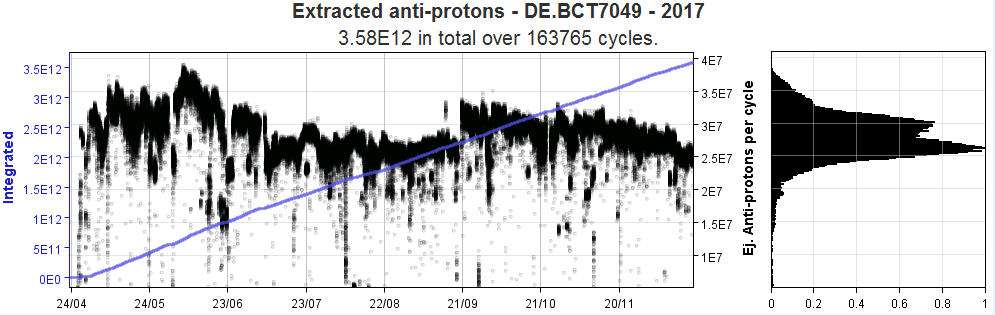 Extracted anti-protons - DE.BCT7049 - 2017
3.58E12 in total over 163765 cycles.
Integrated
3.5E12
3E12
2.5E12
2E12
1.5E12
1E12
5E11
0E0
24/04 24/05 23/06 23/07 22/08 21/09 21/10 20/11
4E7
3.5E7
3E7
2.5E7
2E7
1.5E7
1E7
Ej. Anti-protons per cycle
0 0.2 0.4 0.6 0.8 1